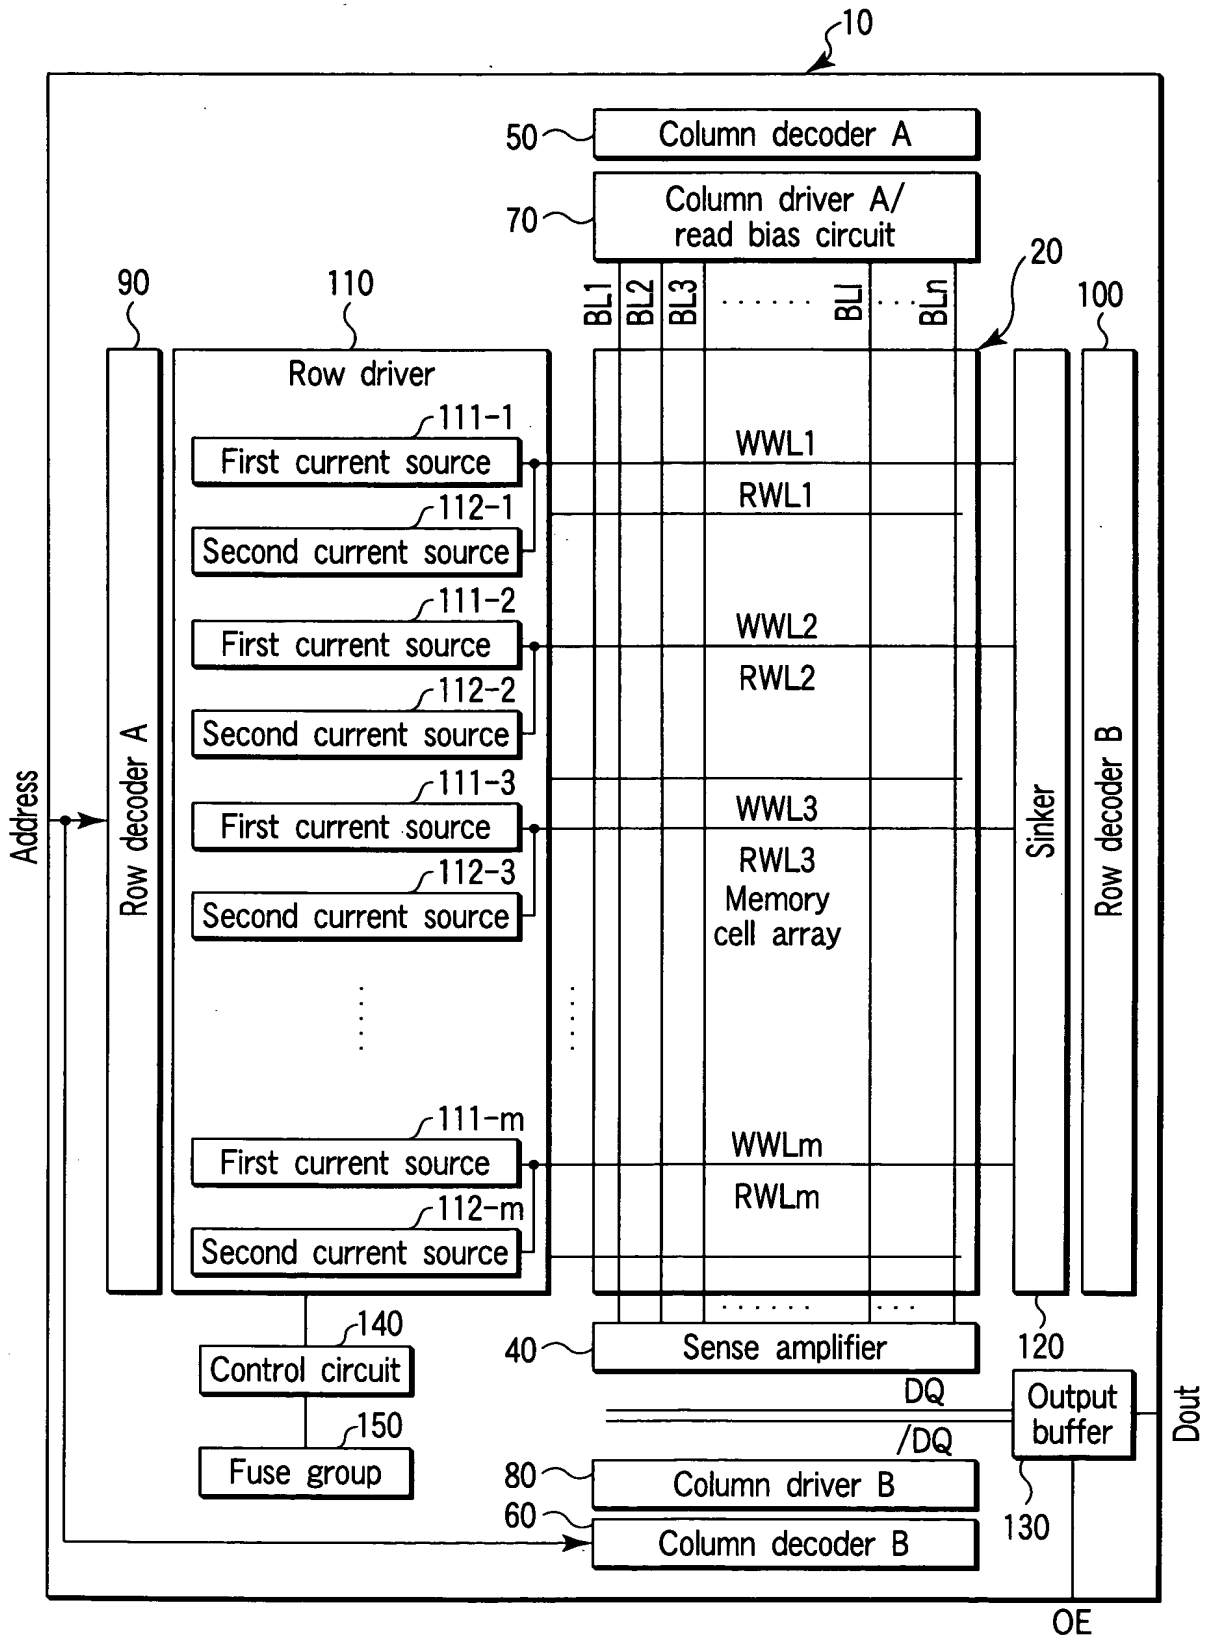 10
50
Column decoder A
70
Column driver A/
read bias circuit
20
90
110
100
BL1
BL2
BL3
BLl
BLn
Row driver
111-1
First current source
WWL1
RWL1
112-1
Second current source
111-2
First current source
WWL2
RWL2
112-2
Second current source
111-3
First current source
WWL3
RWL3
112-3
Second current source
Memory
cell array
Address
Row decoder A
Sinker
Row decoder B
111-m
First current source
WWLm
RWLm
112-m
Second current source
140
Control circuit
150
Fuse group
40
Sense amplifier
120
DQ
/DQ
Output
buffer
Dout
80
Column driver B
130
60
Column decoder B
OE